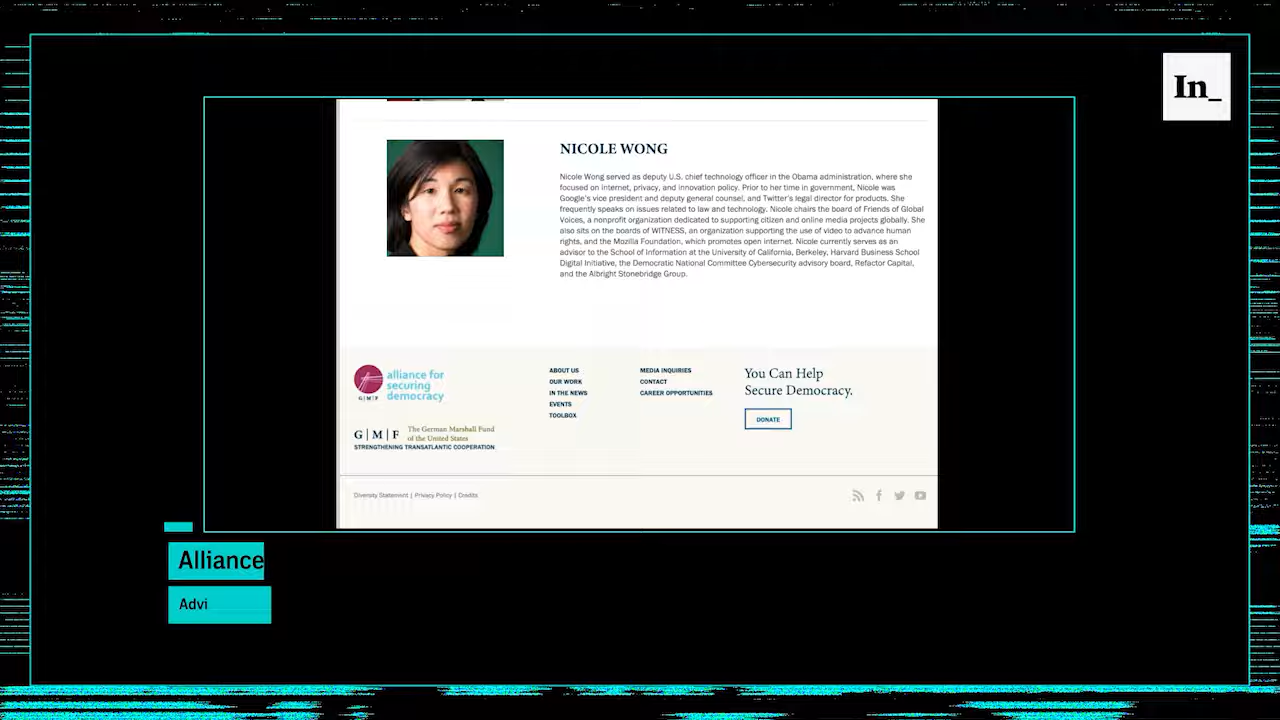 In_
NICOLE WONG
Nicole Wong served as deputy U.S. chief technology officer in the Obama administration, where she
focused on internet, privacy, and innovation policy. Prior to her time in government, Nicole was
Google's vice president and deputy general counsel, and Twitter's legal director for products. She
frequently speaks on issues related to law and technology. Nicole chairs the board of Friends of Global
Voices, a nonprofit organization dedicated to supporting citizen and online media projects globally. She
also sits on the boards of WITNESS, an organization supporting the use of video to advance human
rights, and the Mozilla Foundation, which promotes open internet. Nicole currently serves as an
advisor to the School of Information at the University of California, Berkeley, Harvard Business School
Digital Initiative, the Democratic National Committee Cybersecurity advisory board, Refactor Capital,
and the Albright Stonebridge Group.
alliance for
securing
democracy
G|M|F
G|M|F
The German Marshall Fund
of the United States
STRENGTHENING TRANSATLANTIC COOPERATION
ABOUT US
OUR WORK
IN THE NEWS
EVENTS
TOOLBOX
MEDIA INQUIRIES
CONTACT
CAREER OPPORTUNITIES
You Can Help
Secure Democracy.
DONATE
Diversity Statement | Privacy Policy | Credits
Alliance
Advi